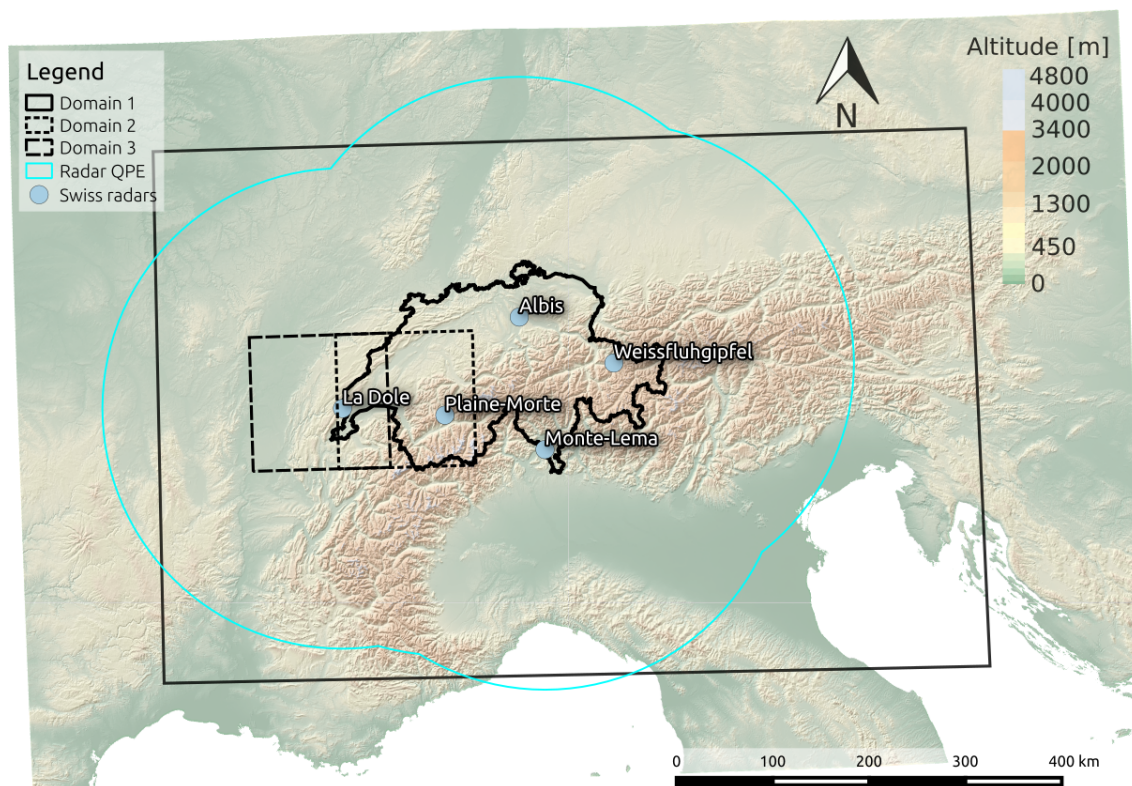 Legend
Domain 1
Domain 2
Domain 3
Radar QPE
Swiss radars
N
Altitude [m]
4800
4000
3400
2000
1300
450
0
Albis
Weissfluhgipfel
La Dole
Plaine-Morte
Monte-Lema
0 100 200 300 400 km